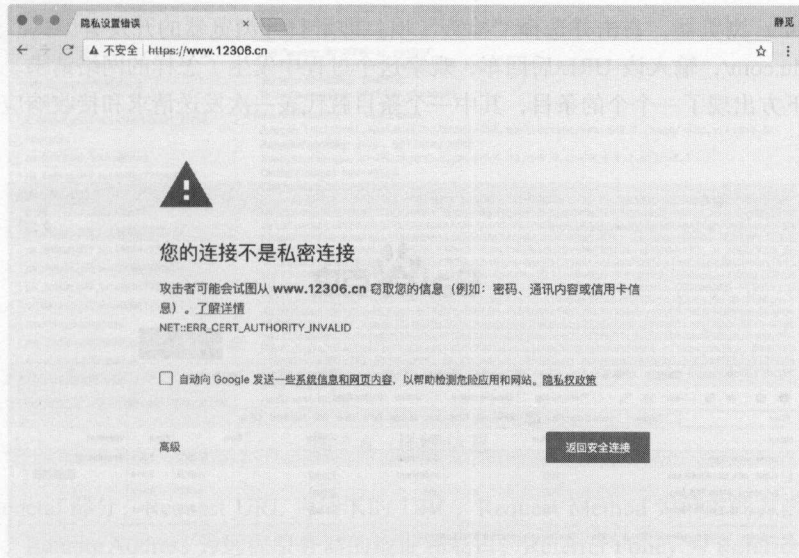 隐私设置错误 ×
静觅
不安全 https://www.12306.cn
您的连接不是私密连接
攻击者可能会试图从 www.12306.cn 窃取您的信息（例如：密码、通讯内容或信用卡信
息）。了解详情
NET::ERR_CERT_AUTHORITY_INVALID
自动向 Google 发送一些系统信息和网页内容，以帮助检测危险应用和网站。隐私权政策
高级
返回安全连接